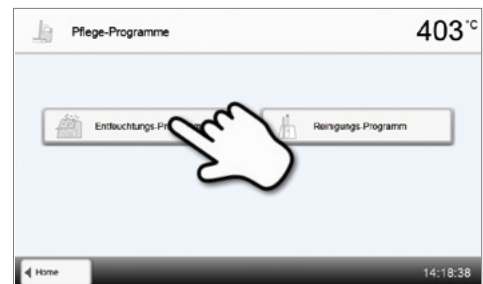 Pflege-Programme
403°C
Entfeuchtungs-Pr
Reinigungs-Programm
Home
14:18:38